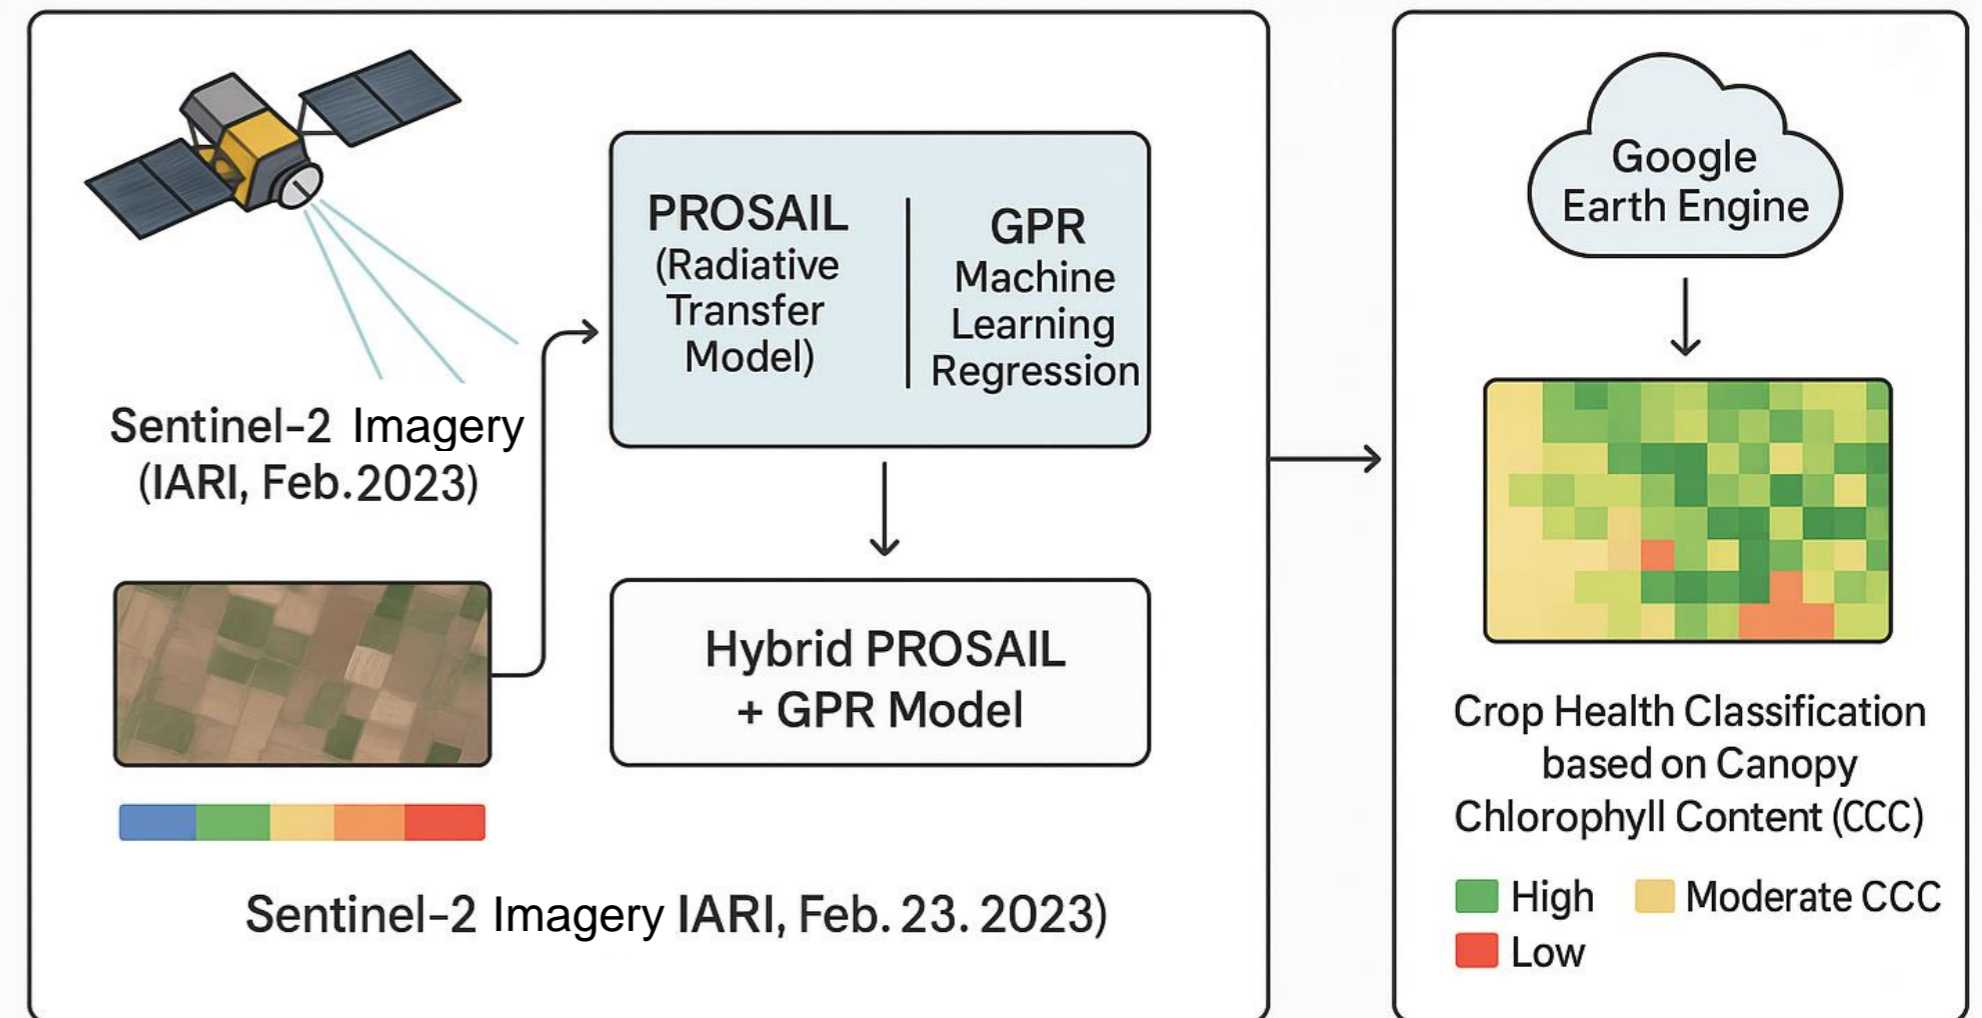 Sentinel-2 Imagery
(IARI, Feb.2023)
PROSAIL
(Radiative
Transfer
Model)
GPR
Machine
Learning
Regression
Hybrid PROSAIL
+ GPR Model
Sentinel-2 Imagery IARI, Feb. 23. 2023)
Google
Earth Engine
Crop Health Classification
based on Canopy
Chlorophyll Content (CCC)
High
Moderate CCC
Low